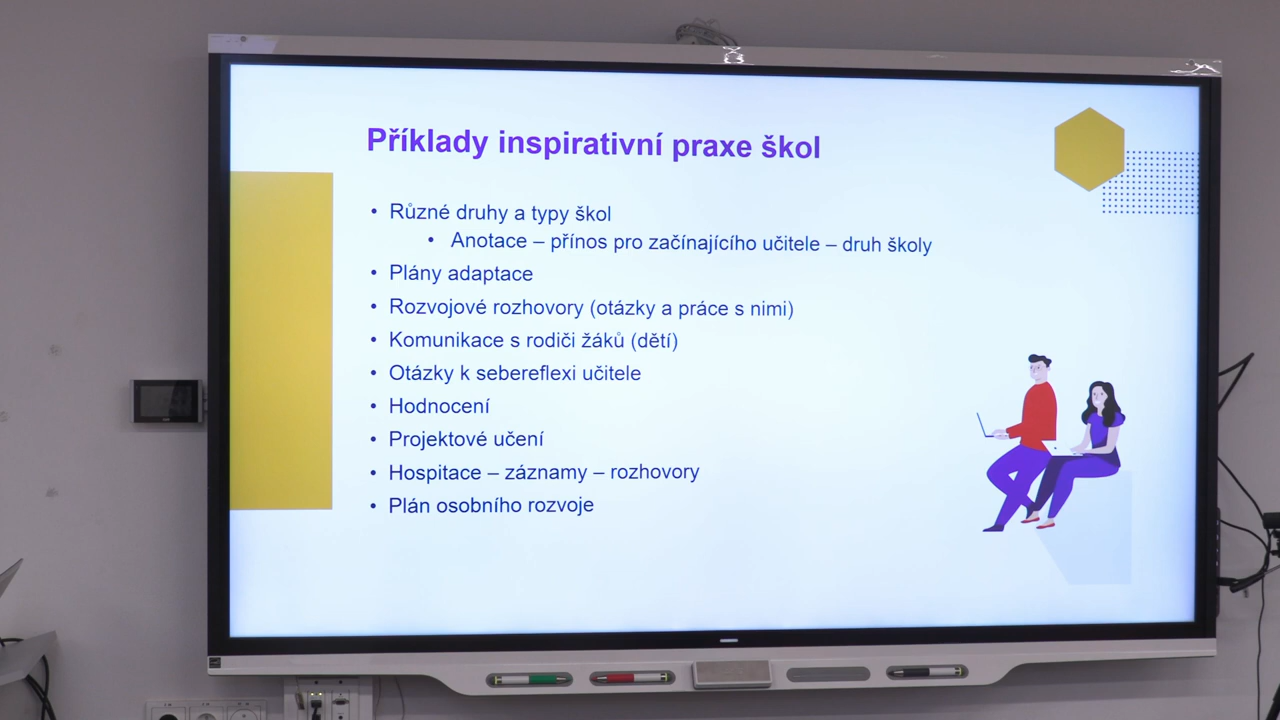 Příklady inspirativní praxe škol
• Různé druhy a typy škol
• Anotace – přínos pro začínajícího učitele – druh školy
• Plány adaptace
• Rozvojové rozhovory (otázky a práce s nimi)
• Komunikace s rodiči žáků (dětí)
• Otázky k sebereflexi učitele
• Hodnocení
• Projektové učení
• Hospitace – záznamy – rozhovory
• Plán osobního rozvoje